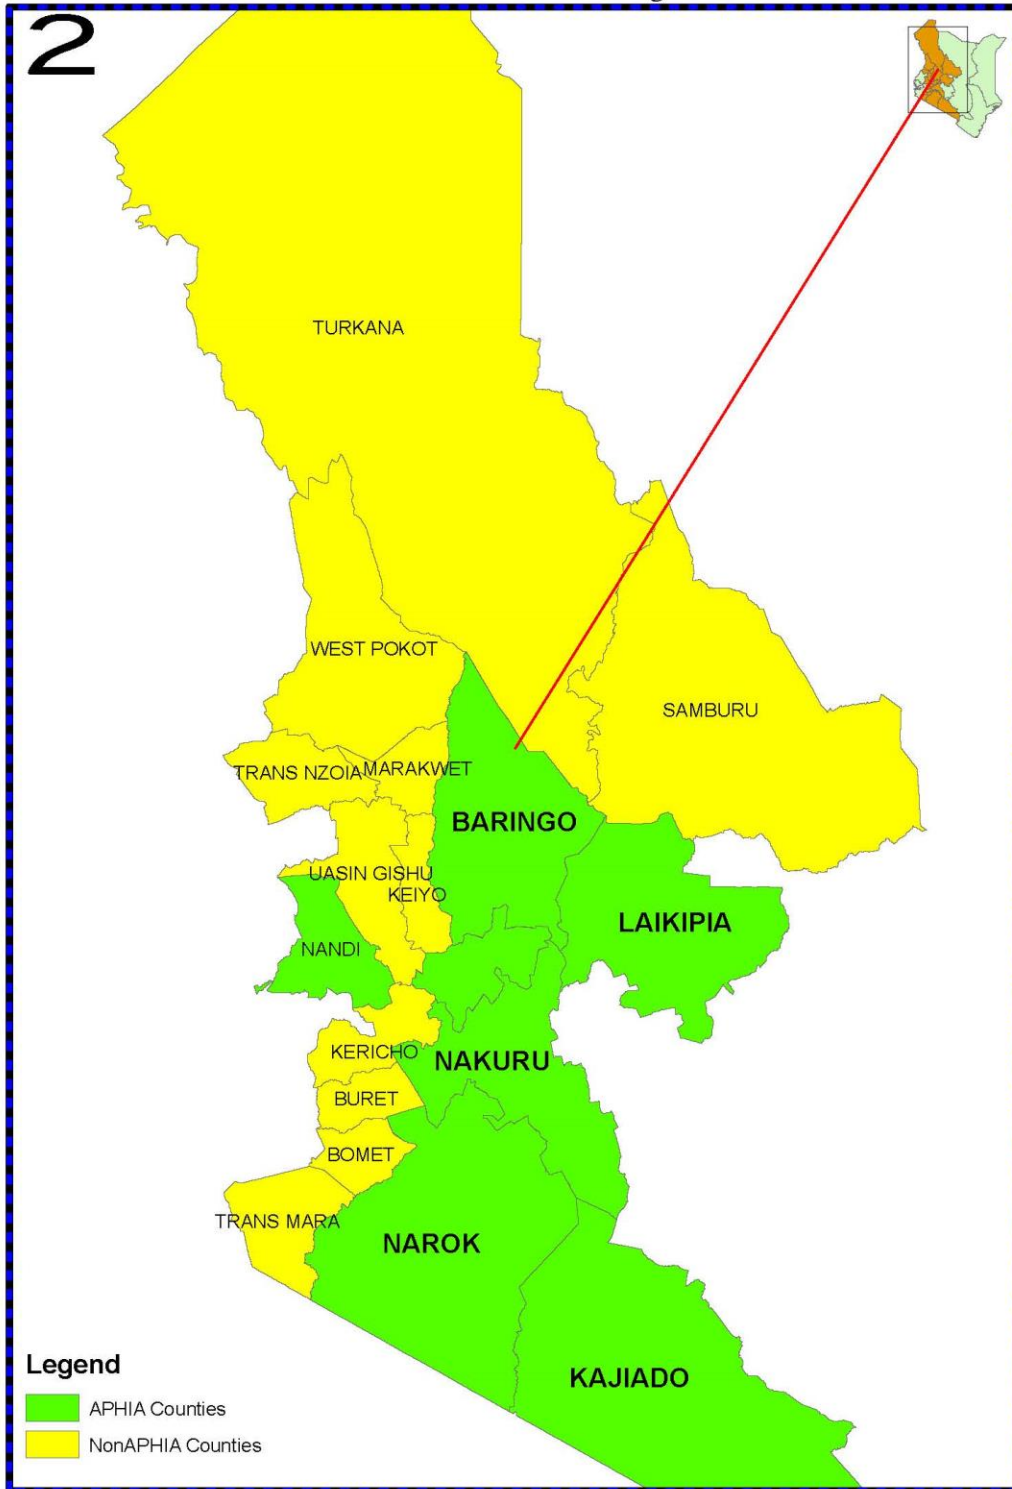 2
TURKANA
WEST POKOT
SAMBURU
TRANS NZOIA
MARAKWET
BARINGO
UASIN GISHU
KEIYO
LAIKIPIA
NANDI
KERICHO
NAKURU
BURET
BOMET
TRANS MARA
NAROK
KAJIADO
Legend
APHIA Counties
NonAPHIA Counties